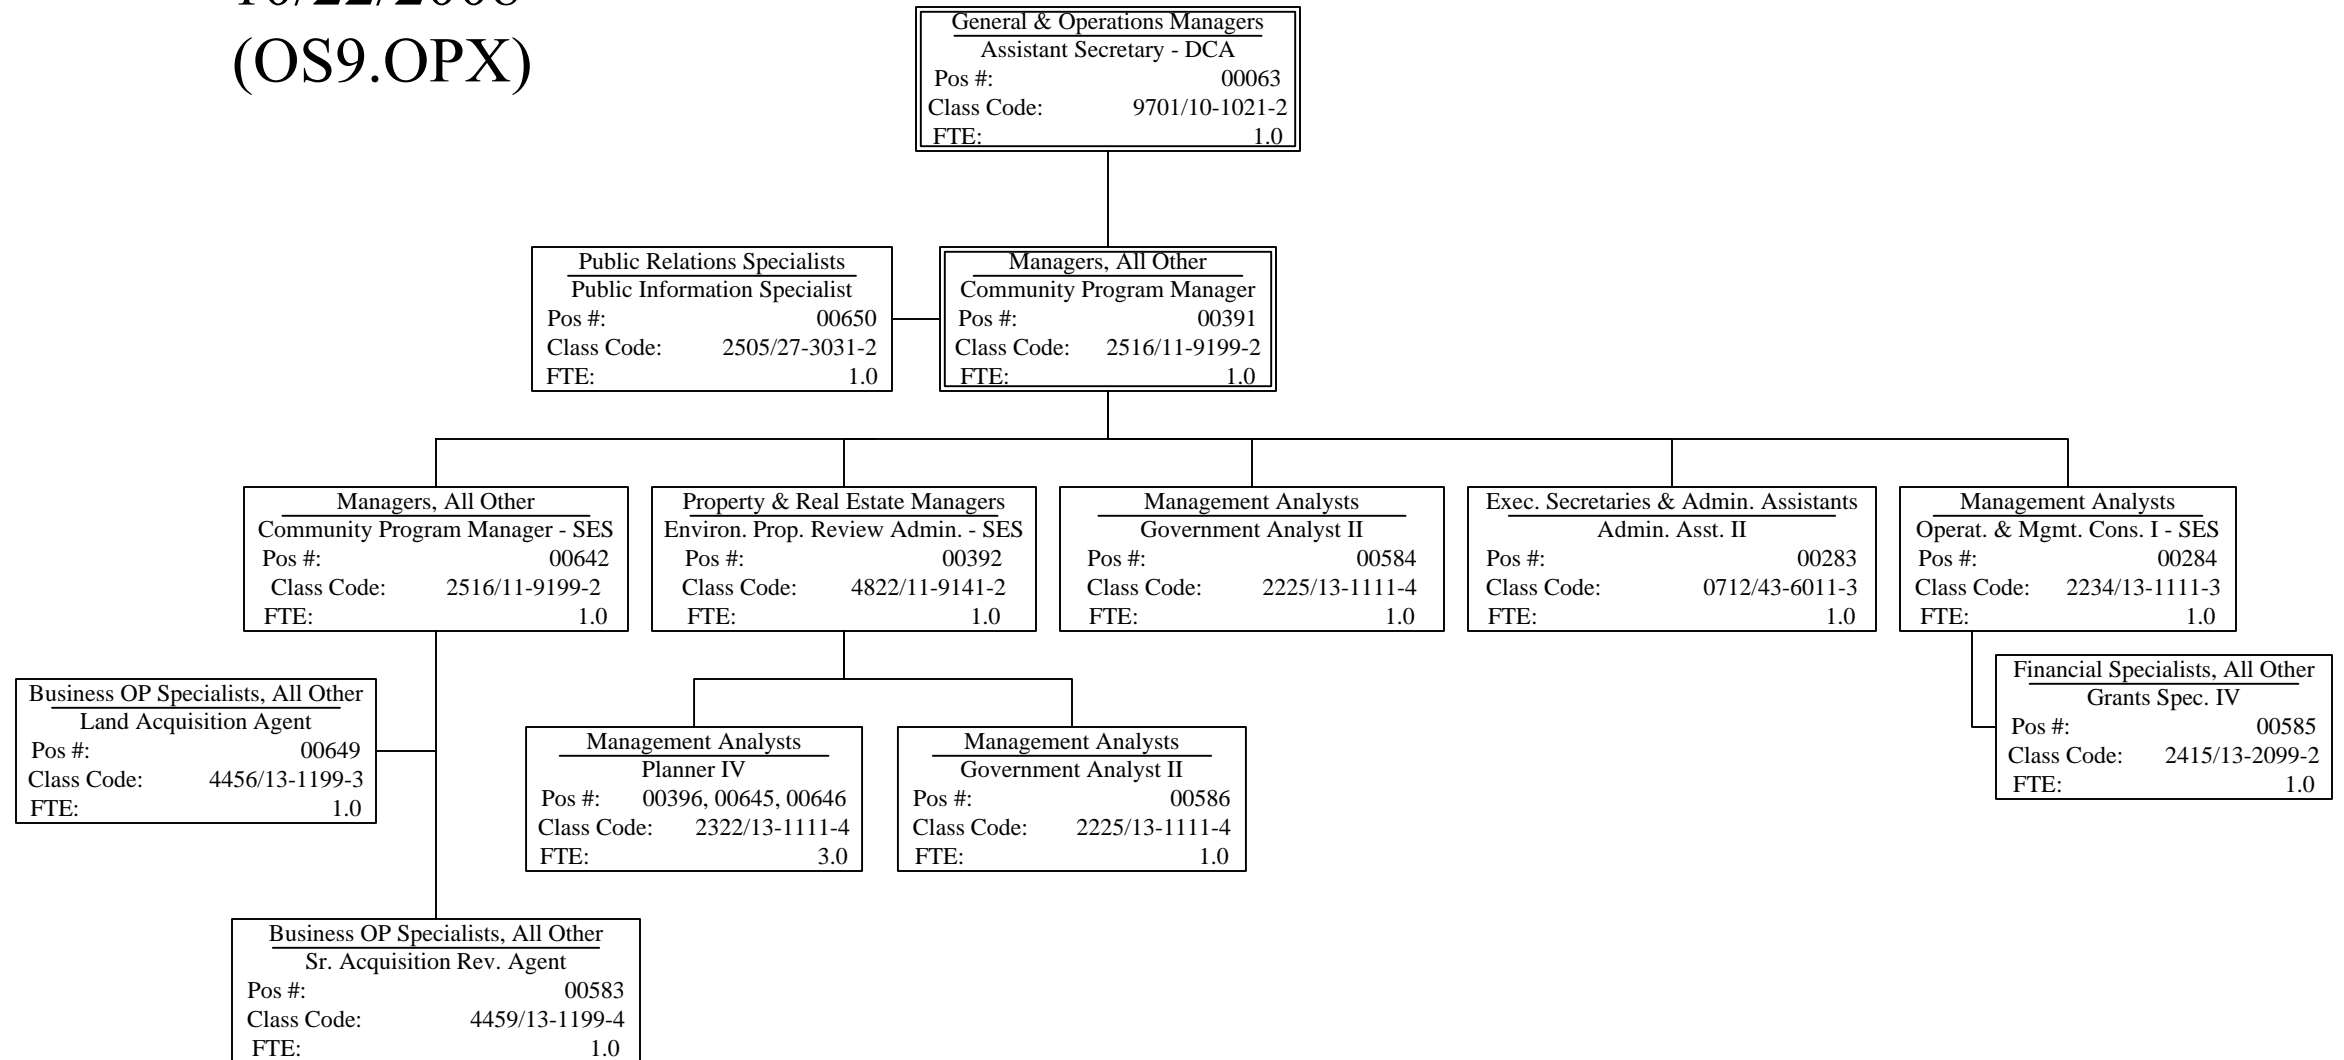 10/22/2008
(OS9.OPX)
General & Operations Managers
Assistant Secretary - DCA
Pos #: 00063
Class Code: 9701/10-1021-2
FTE: 1.0
Public Relations Specialists
Public Information Specialist
Pos #: 00650
Class Code: 2505/27-3031-2
FTE: 1.0
Managers, All Other
Community Program Manager
Pos #: 00391
Class Code: 2516/11-9199-2
FTE: 1.0
Managers, All Other
Community Program Manager - SES
Pos #: 00642
Class Code: 2516/11-9199-2
FTE: 1.0
Property & Real Estate Managers
Environ. Prop. Review Admin. - SES
Pos #: 00392
Class Code: 4822/11-9141-2
FTE: 1.0
Management Analysts
Government Analyst II
Pos #: 00584
Class Code: 2225/13-1111-4
FTE: 1.0
Exec. Secretaries & Admin. Assistants
Admin. Asst. II
Pos #: 00283
Class Code: 0712/43-6011-3
FTE: 1.0
Management Analysts
Operat. & Mgmt. Cons. I - SES
Pos #: 00284
Class Code: 2234/13-1111-3
FTE: 1.0
Business OP Specialists, All Other
Land Acquisition Agent
Pos #: 00649
Class Code: 4456/13-1199-3
FTE: 1.0
Management Analysts
Planner IV
Pos #: 00396, 00645, 00646
Class Code: 2322/13-1111-4
FTE: 3.0
Management Analysts
Government Analyst II
Pos #: 00586
Class Code: 2225/13-1111-4
FTE: 1.0
Financial Specialists, All Other
Grants Spec. IV
Pos #: 00585
Class Code: 2415/13-2099-2
FTE: 1.0
Business OP Specialists, All Other
Sr. Acquisition Rev. Agent
Pos #: 00583
Class Code: 4459/13-1199-4
FTE: 1.0